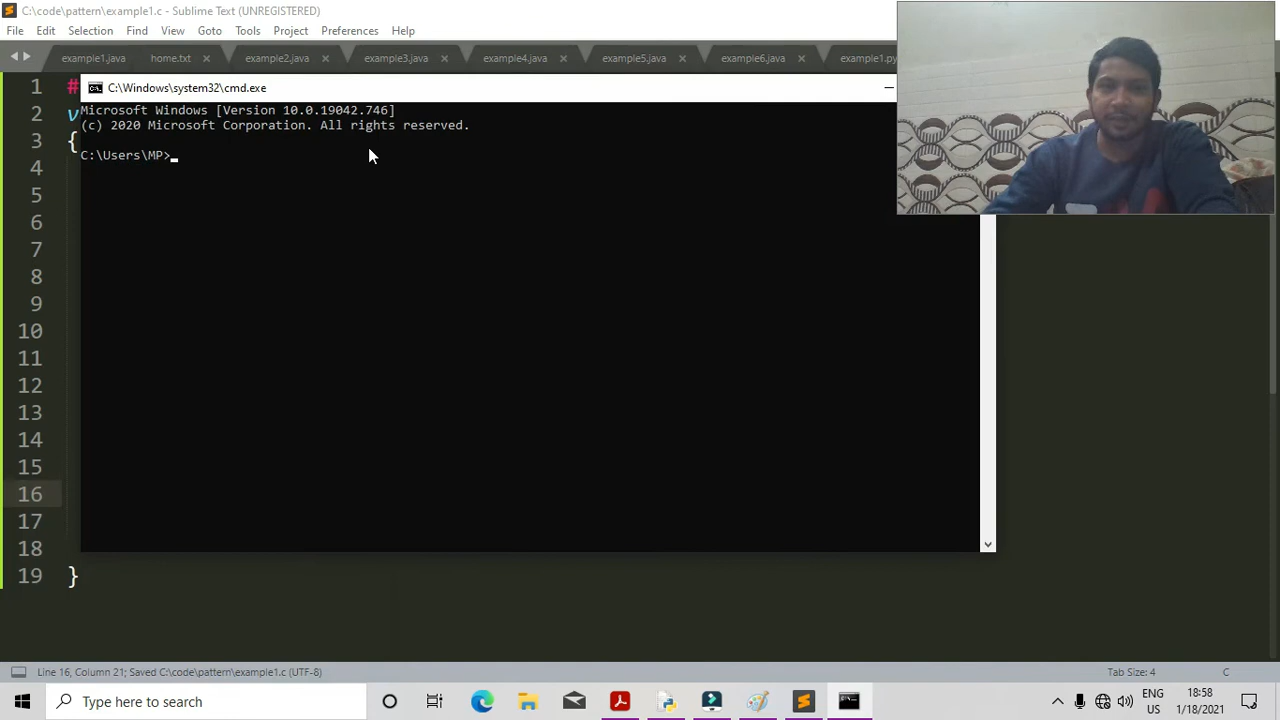 C:\code\pattern\example1.c - Sublime Text (UNREGISTERED)
File Edit Selection Find View Goto Tools Project Preferences Help
example1.java home.txt example2.java example3.java example4.java example5.java example6.java example1.py
C:\Windows\system32\cmd.exe
1 #
2 v
3 {
4
5
6
7
8
9
10
11
12
13
14
15
16
17
18
19 }
Microsoft Windows [Version 10.0.19042.746]
(c) 2020 Microsoft Corporation. All rights reserved.
C:\Users\MP>
Line 16, Column 21; Saved C:\code\pattern\example1.c (UTF-8) Tab Size: 4 C
Type here to search
ENG
US
18:58
1/18/2021